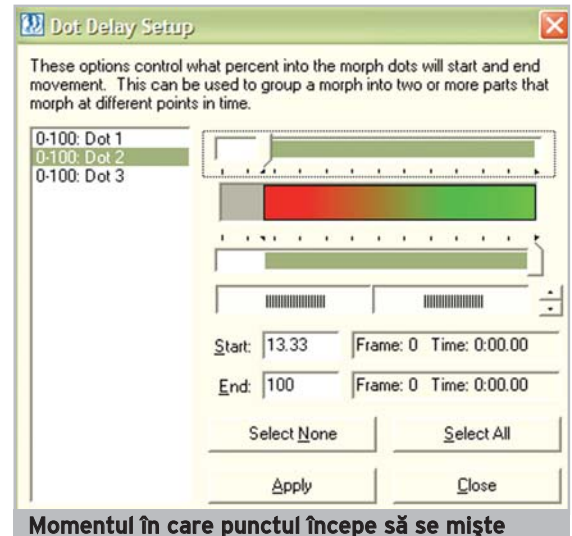 Dot Delay Setup
These options control what percent into the morph dots will start and end
movement. This can be used to group a morph into two or more parts that
morph at different points in time.
0-100: Dot 1
0-100: Dot 2
0-100: Dot 3
Start: 13.33 Frame: 0 Time: 0:00.00
End: 100 Frame: 0 Time: 0:00.00
Select None Select All
Apply Close
Momentul în care punctul începe să se mişte